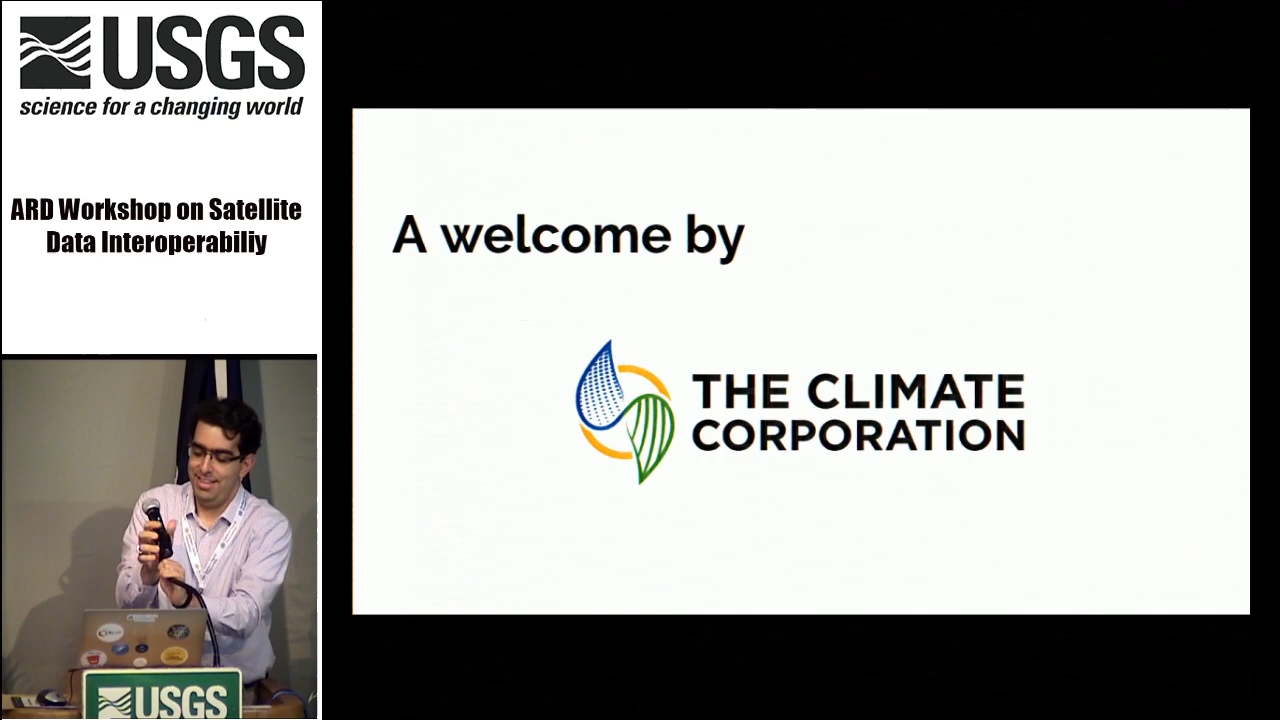 USGS
science for a changing world
ARD Workshop on Satellite
Data Interoperabiliy
A welcome by
THE CLIMATE
CORPORATION
USGS